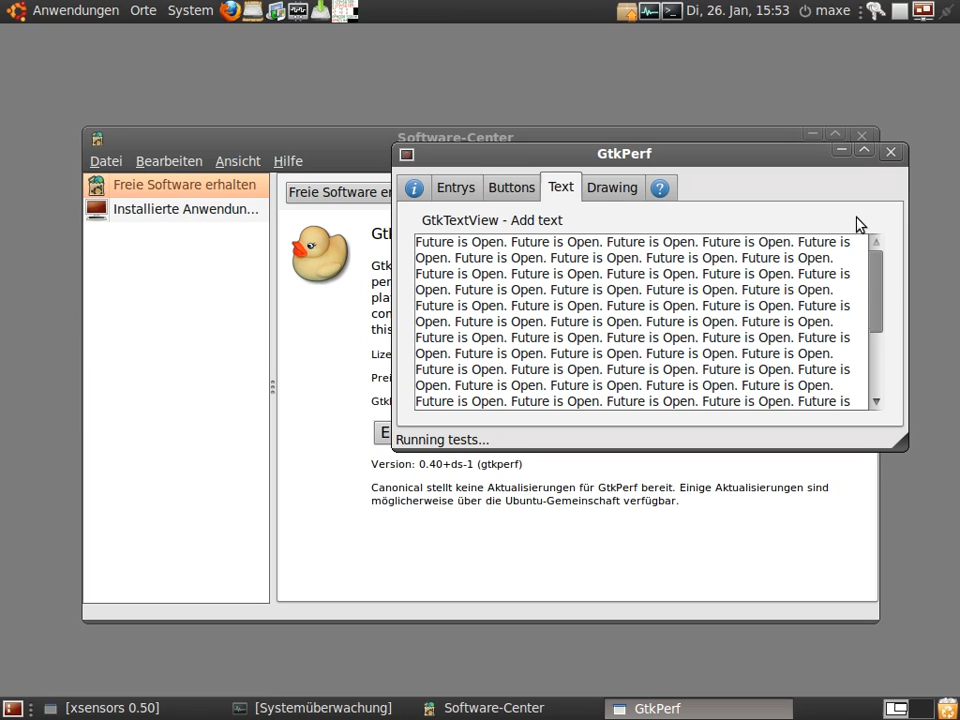 Anwendungen Orte System
Di, 26. Jan, 15:53 maxe
Software-Center
Datei Bearbeiten Ansicht Hilfe
Freie Software erhalten
Installierte Anwendun...
Freie Software er
Version: 0.40+ds-1 (gtkperf)
Canonical stellt keine Aktualisierungen für GtkPerf bereit. Einige Aktualisierungen sind
möglicherweise über die Ubuntu-Gemeinschaft verfügbar.
GtkPerf
Entrys Buttons Text Drawing
GtkTextView - Add text
Future is Open. Future is Open. Future is Open. Future is Open. Future is
Open. Future is Open. Future is Open. Future is Open. Future is Open.
Future is Open. Future is Open. Future is Open. Future is Open. Future is
Open. Future is Open. Future is Open. Future is Open. Future is Open.
Future is Open. Future is Open. Future is Open. Future is Open. Future is
Open. Future is Open. Future is Open. Future is Open. Future is Open.
Future is Open. Future is Open. Future is Open. Future is Open. Future is
Open. Future is Open. Future is Open. Future is Open. Future is Open.
Future is Open. Future is Open. Future is Open. Future is Open. Future is
Open. Future is Open. Future is Open. Future is Open. Future is Open.
Future is Open. Future is Open. Future is Open. Future is Open. Future is
Running tests...
[xsensors 0.50] [Systemüberwachung] Software-Center GtkPerf